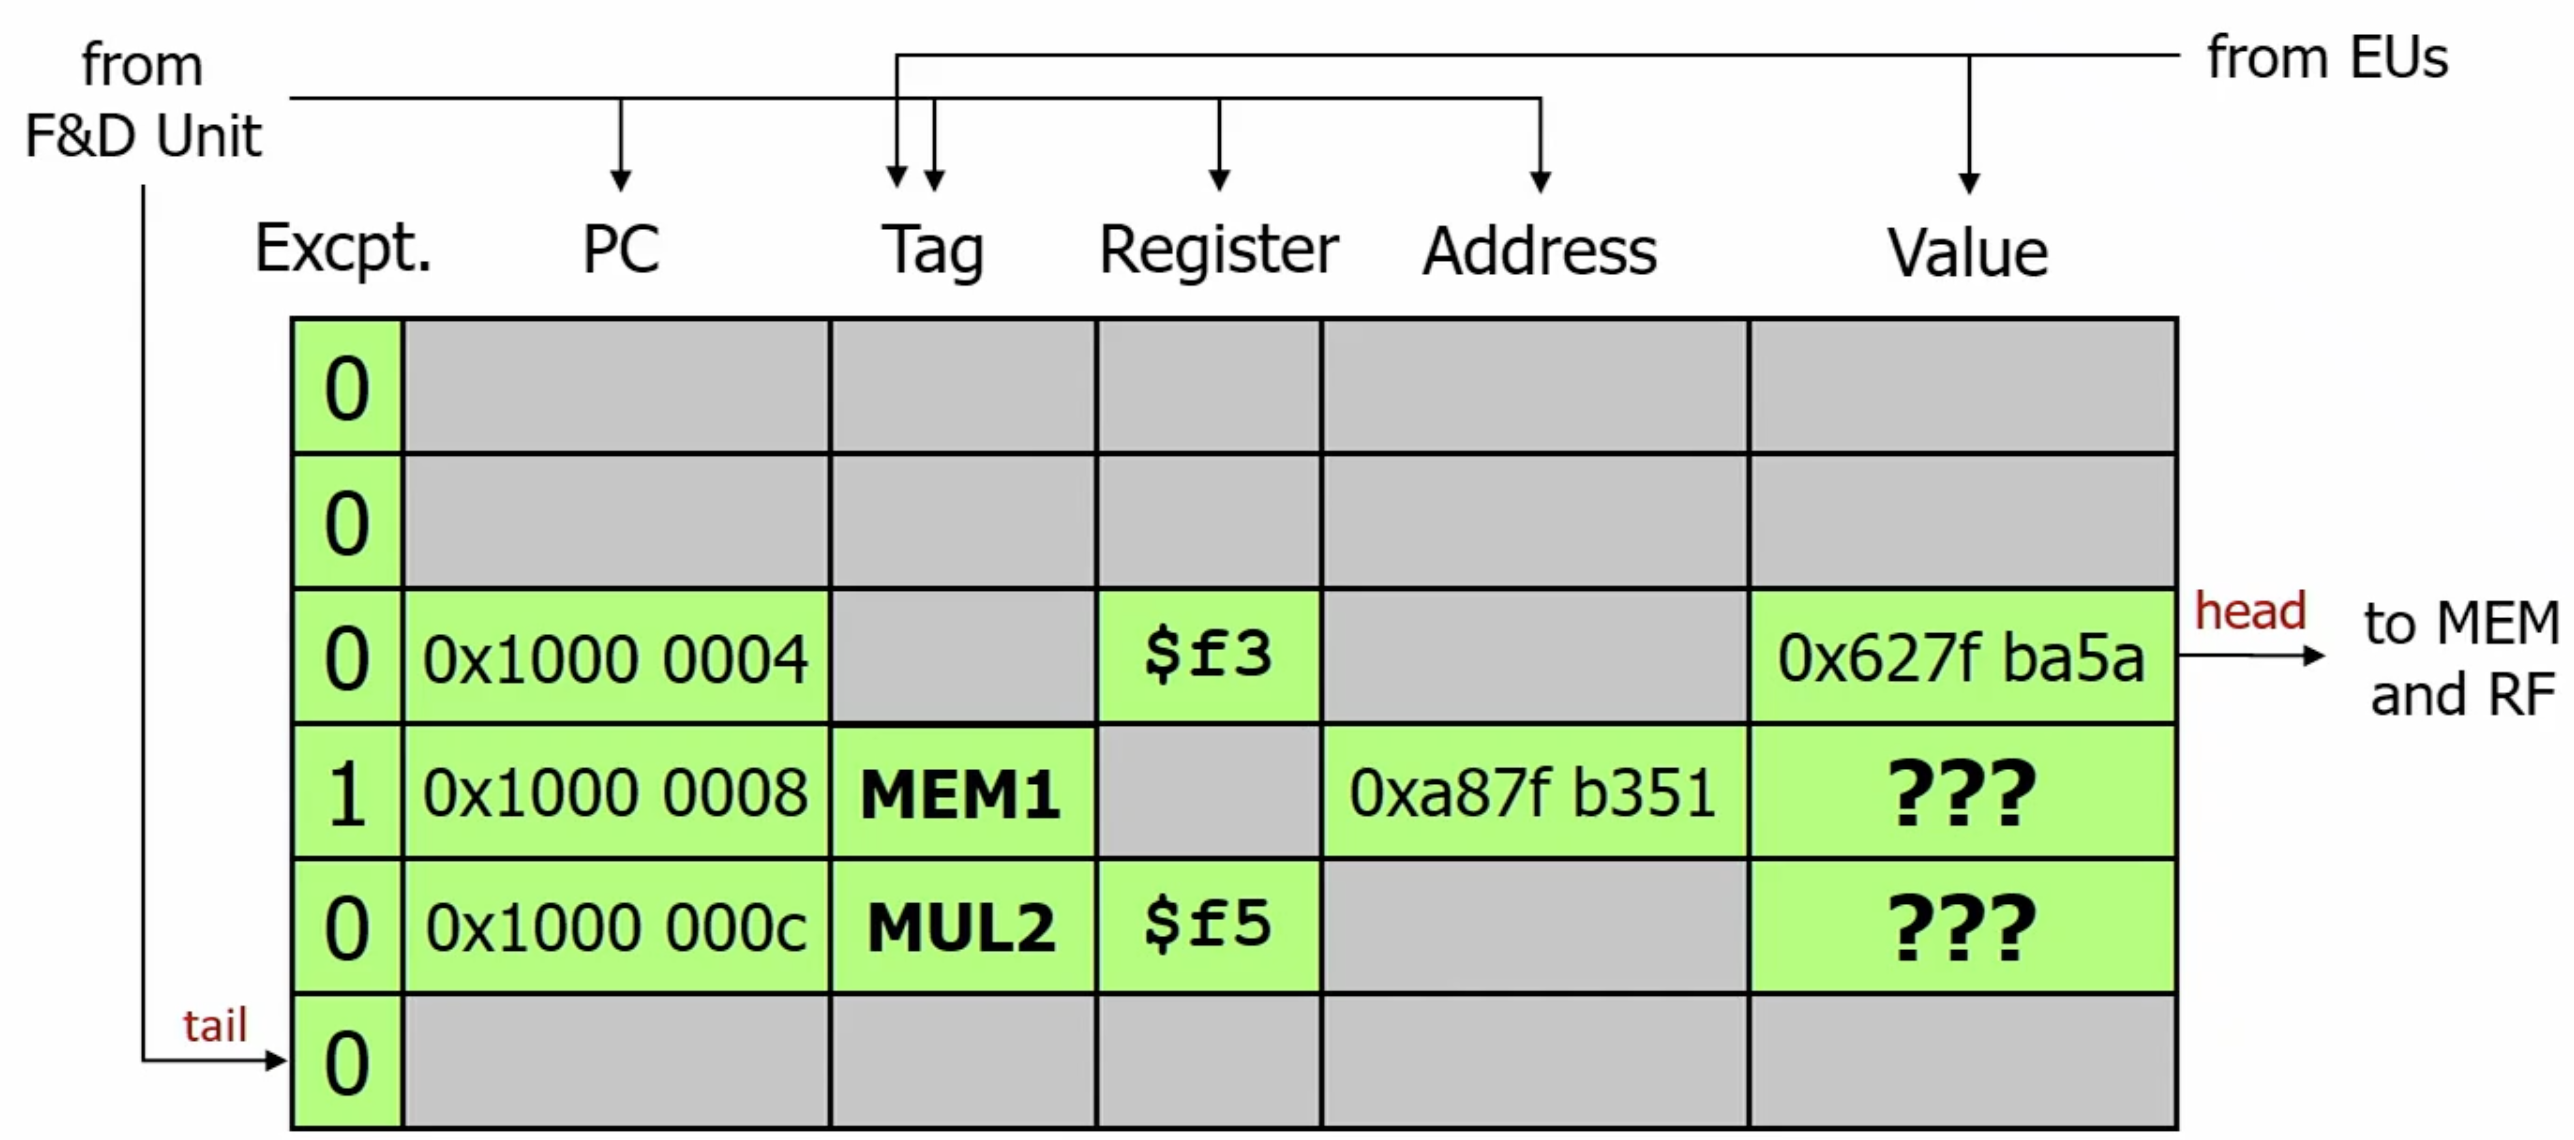 from
F&D Unit
from EUs
Excpt. PC Tag Register Address Value
0
0
0 0x1000 0004 $f3 0x627f ba5a
head
to MEM
and RF
1 0x1000 0008 MEM1 0xa87f b351 ???
0 0x1000 000c MUL2 $f5 ???
tail
0